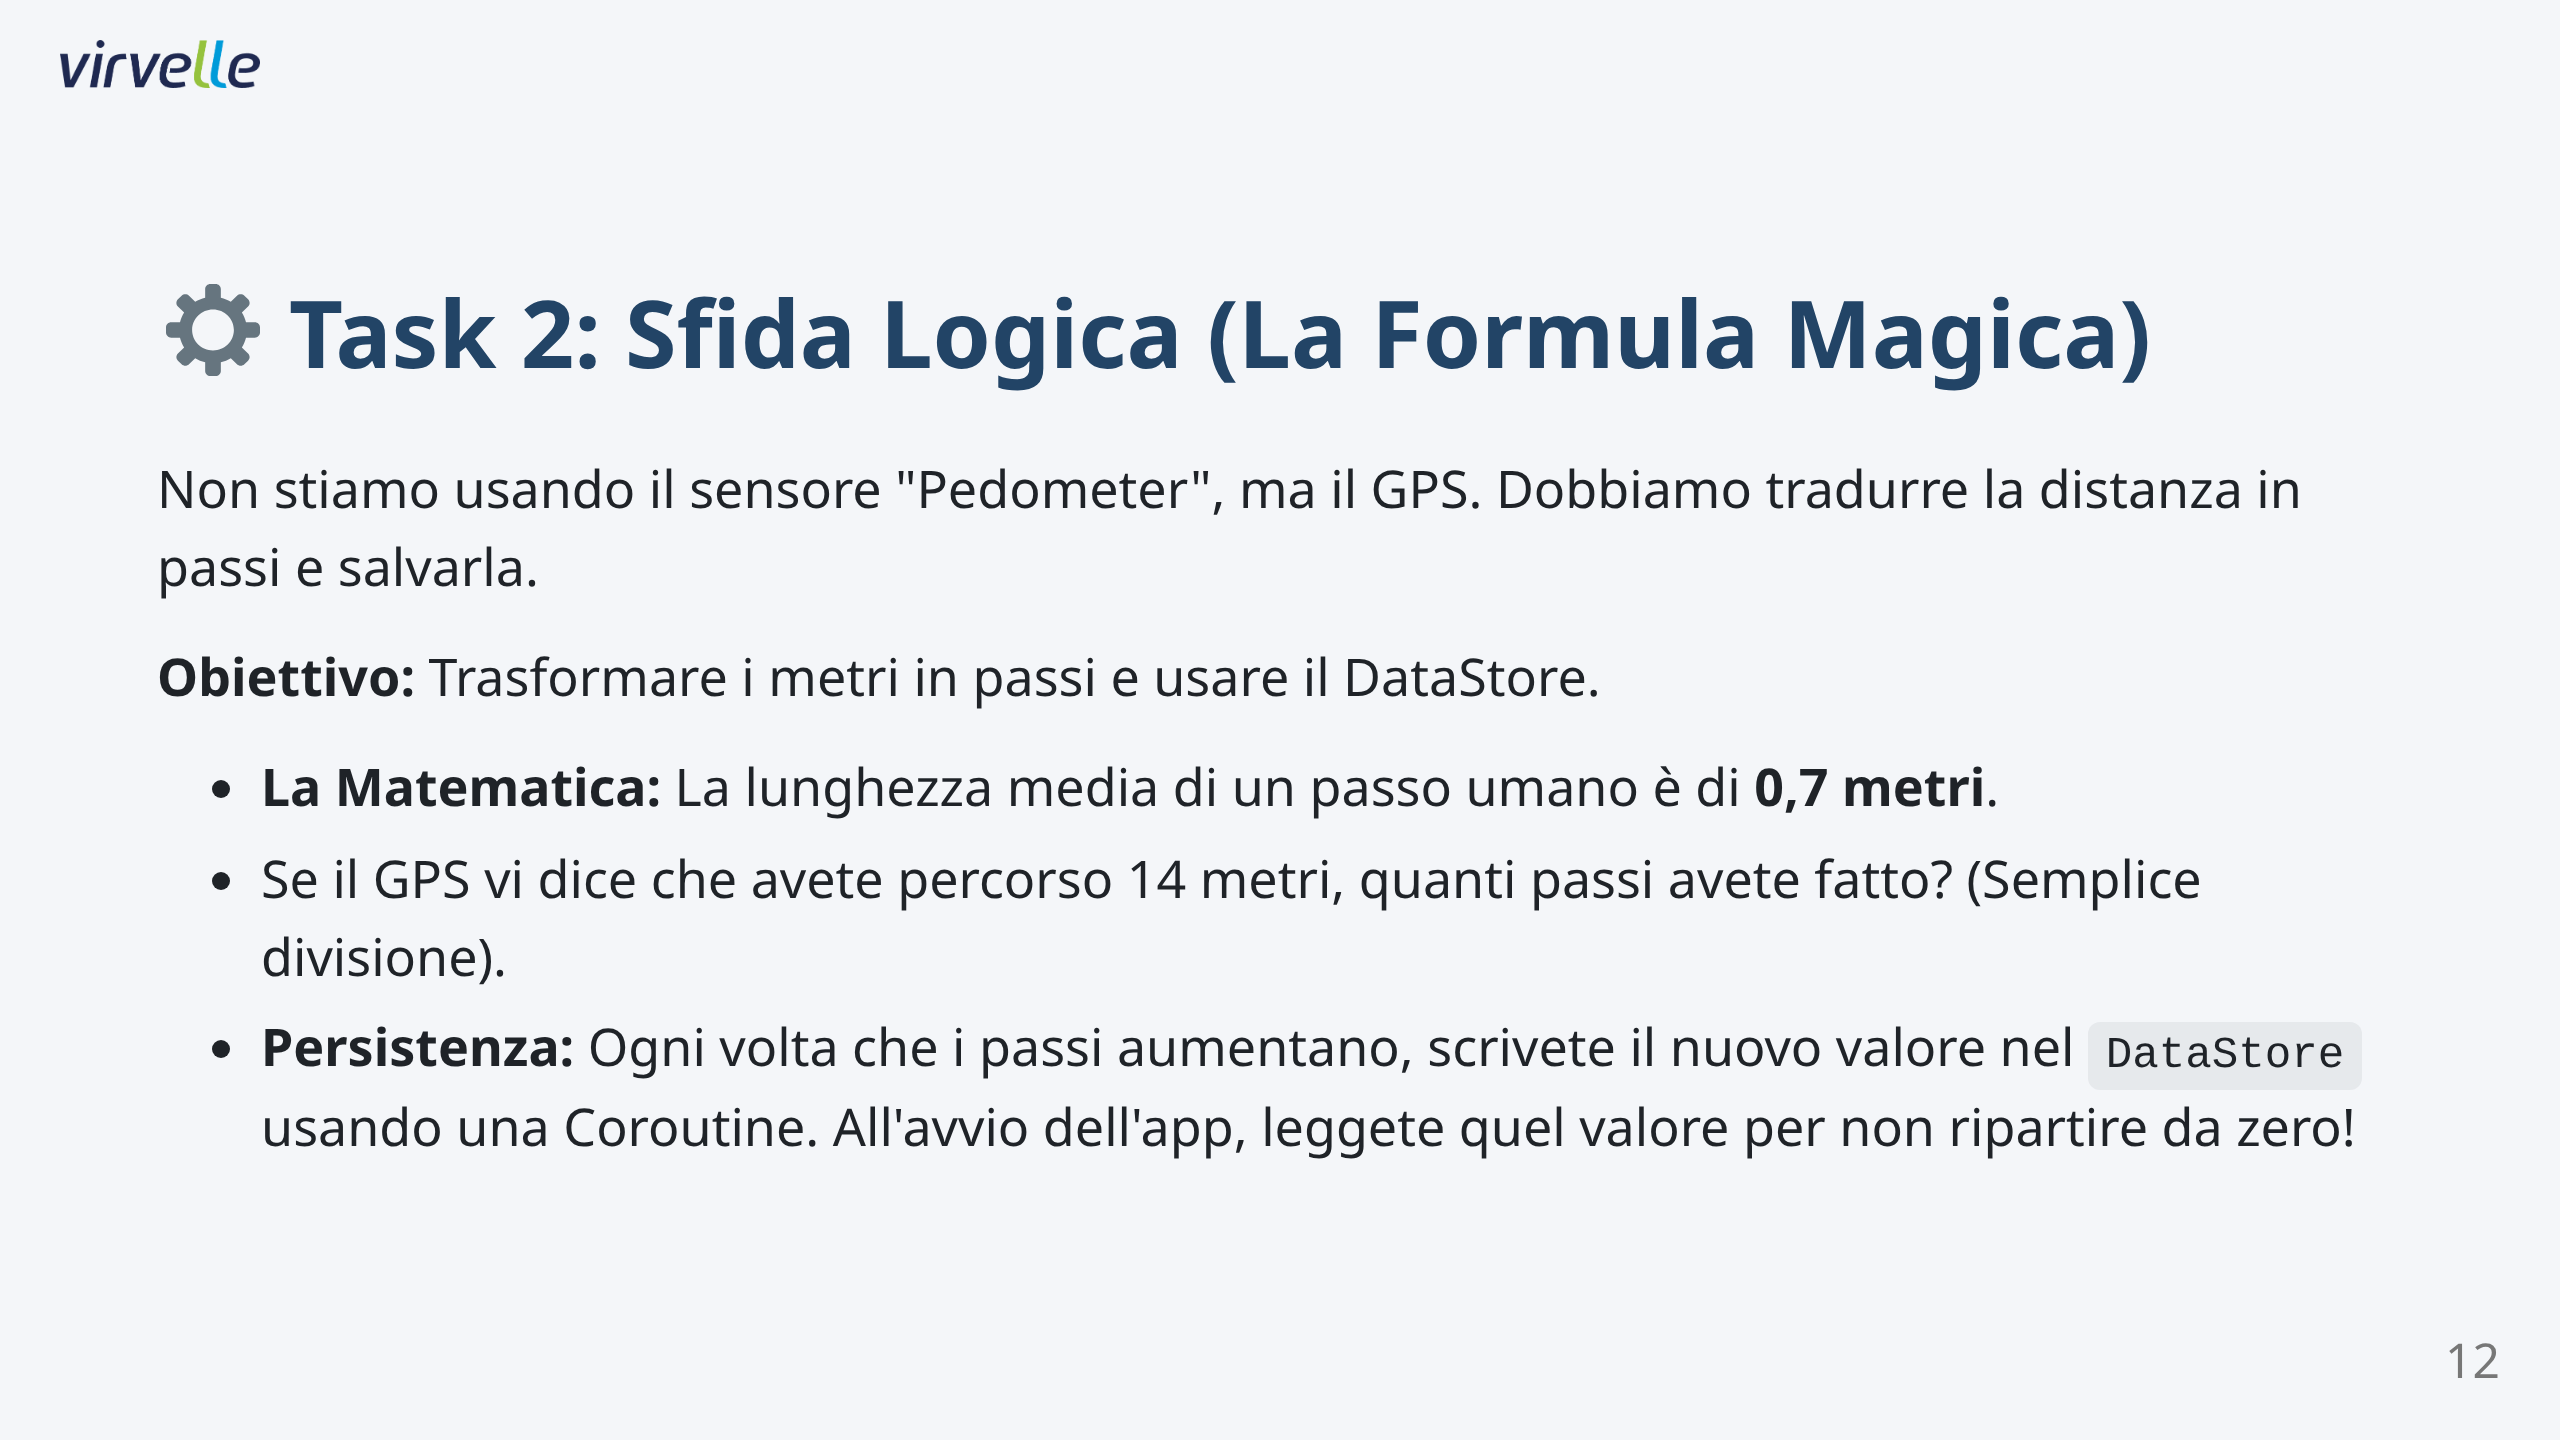 virvelle
Task 2: Sfida Logica (La Formula Magica)
Non stiamo usando il sensore "Pedometer", ma il GPS. Dobbiamo tradurre la distanza in
passi e salvarla.
Obiettivo: Trasformare i metri in passi e usare il DataStore.
• La Matematica: La lunghezza media di un passo umano è di 0,7 metri.
• Se il GPS vi dice che avete percorso 14 metri, quanti passi avete fatto? (Semplice
divisione).
• Persistenza: Ogni volta che i passi aumentano, scrivete il nuovo valore nel DataStore
usando una Coroutine. All'avvio dell'app, leggete quel valore per non ripartire da zero!
12